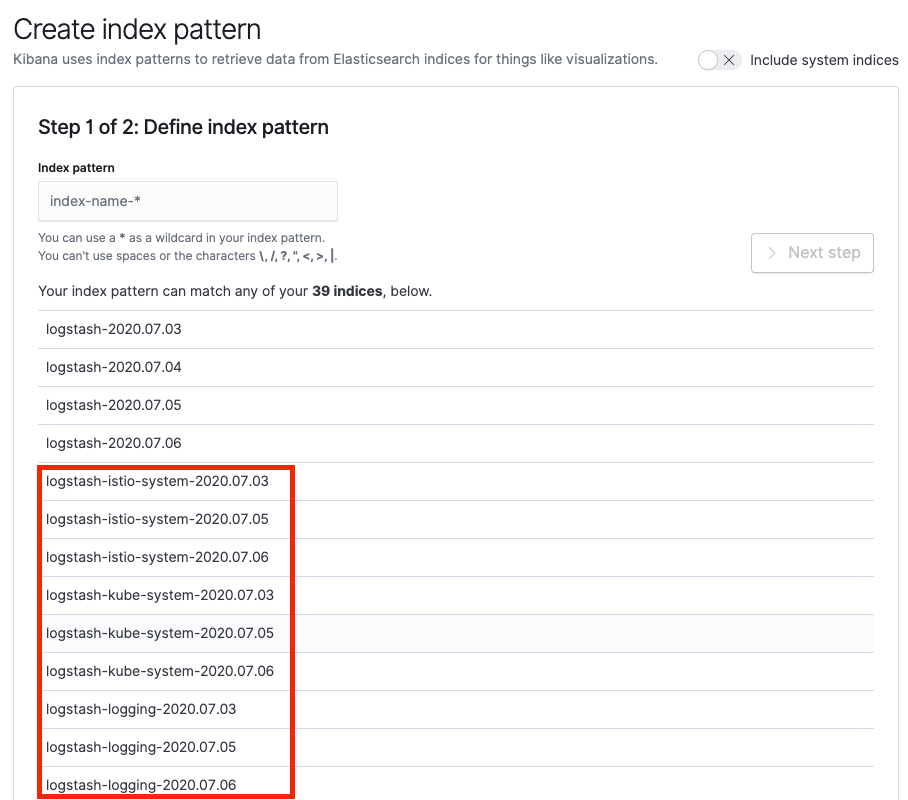 Create index pattern
Kibana uses index patterns to retrieve data from Elasticsearch indices for things like visualizations.
Include system indices
Step 1 of 2: Define index pattern
Index pattern
index-name-*
You can use a * as a wildcard in your index pattern.
You can't use spaces or the characters \, /, ?, ", <, >, |.
Next step
Your index pattern can match any of your 39 indices, below.
logstash-2020.07.03
logstash-2020.07.04
logstash-2020.07.05
logstash-2020.07.06
logstash-istio-system-2020.07.03
logstash-istio-system-2020.07.05
logstash-istio-system-2020.07.06
logstash-kube-system-2020.07.03
logstash-kube-system-2020.07.05
logstash-kube-system-2020.07.06
logstash-logging-2020.07.03
logstash-logging-2020.07.05
logstash-logging-2020.07.06